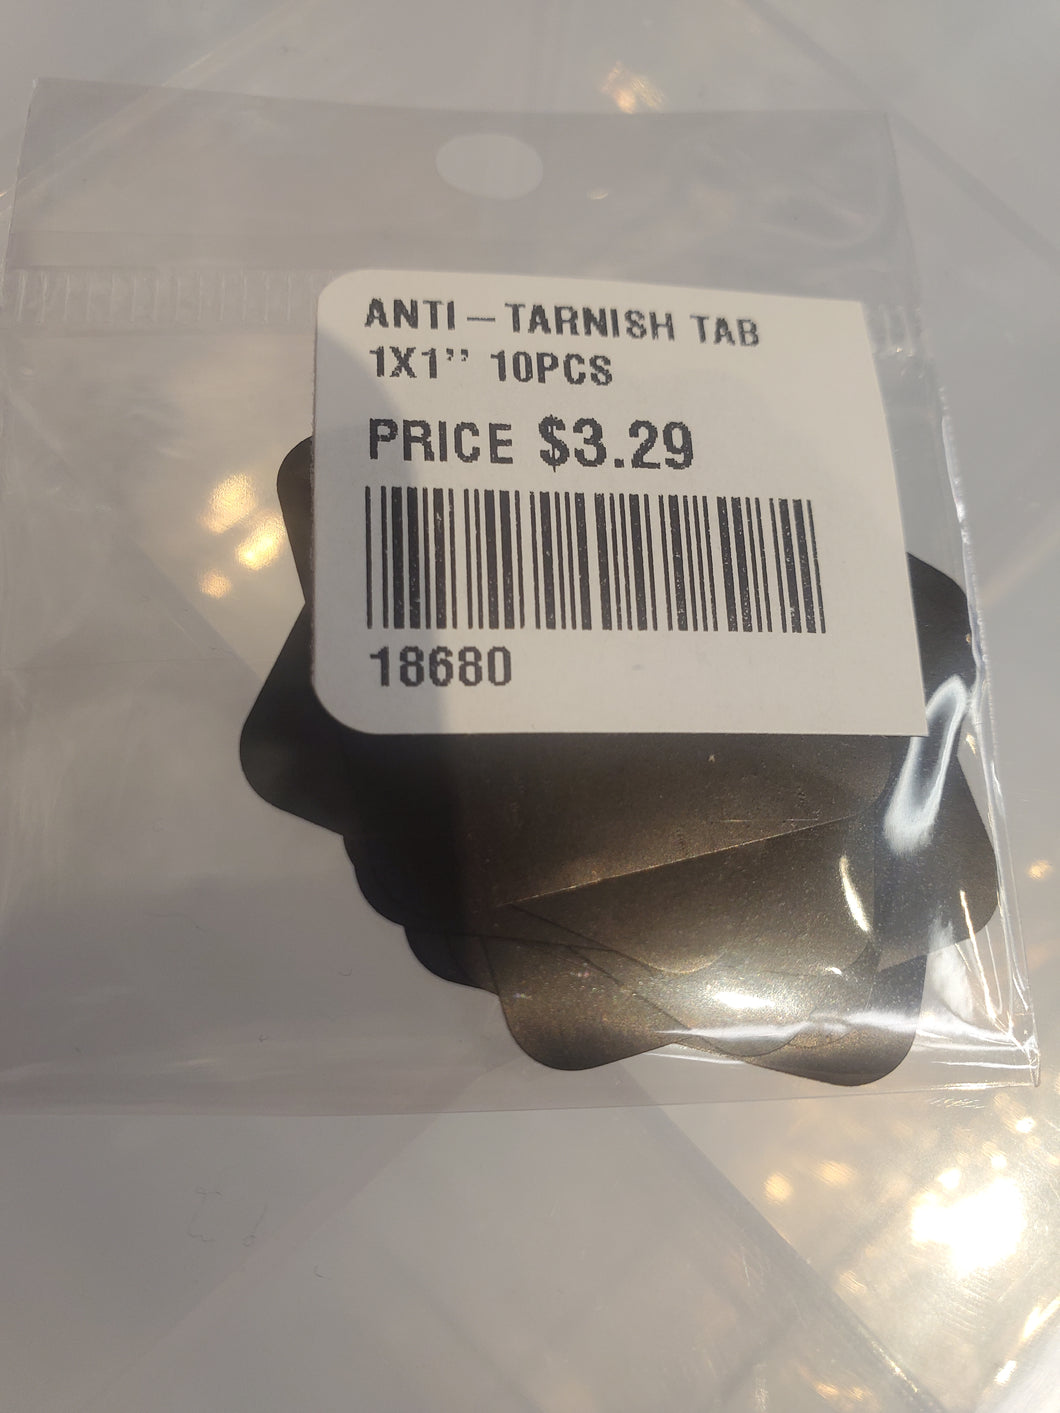 ANTI-TARNISH TAB
1X1" 10PCS
PRICE $3.29
18680